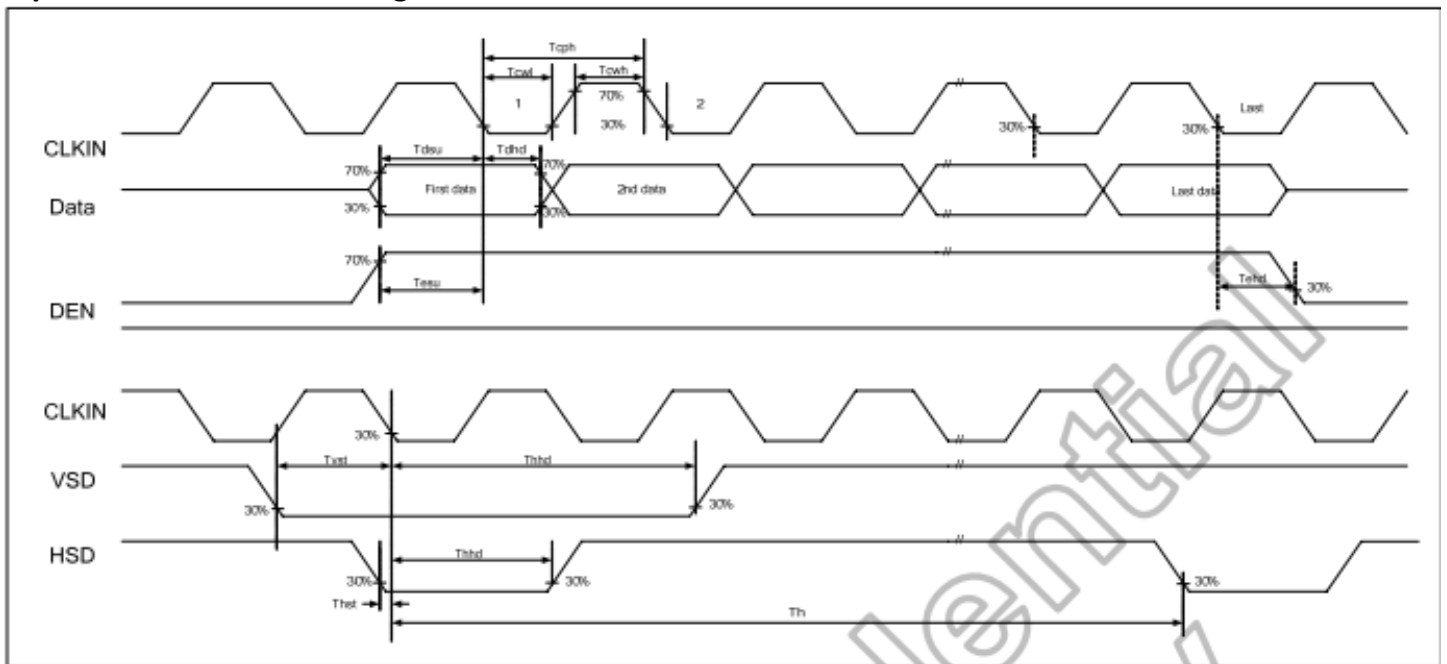 Tcph
Tcwl Tcwh
1 70% 2 Last
30% 30% 30%
CLKIN
Tdsu Tdhd
70% 70%
First data 2nd data Last dat
Data
30% 30%
70%
Tesu Tehd 30%
DEN
CLKIN
30%
Tvst Thhd
VSD
30% 30%
HSD
Thhd
30% 30% 30%
Thst
Th